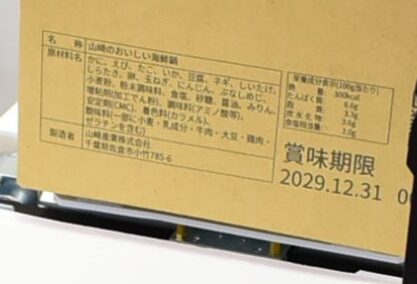 名 称 山崎のおいしい海鮮鍋
原材料名 かに、えび、たこ、いか、豆腐、ネギ、しいたけ、
しらたき、卵、玉ねぎ、にんじん、ぶなしめじ、
小麦粉、粉末調味料、食塩、砂糖、醤油、みりん、
増粘剤(加工でん粉)、調味料(アミノ酸等)、
安定剤(CMC)、着色料(カラメル)、
酸味料(一部に小麦・乳成分・牛肉・大豆・鶏肉・
ゼラチンを含む)
製造者 山崎産業株式会社
千葉県佐倉市小竹785-6
栄養成分表示(100g当たり)
熱 量: 300kcal
たんぱく質: 6.6g
脂 質: 3.3g
炭 水 化 物: 3.6g
食塩相当量: 2.0g
賞味期限
2029.12.31